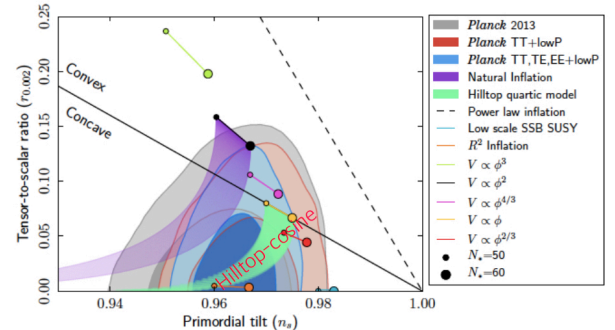 0.25
0.20
0.15
0.10
0.05
0.00
Tensor-to-scalar ratio (r0.002)
Convex
Concave
Hilltop-cosine
0.94
0.96
0.98
1.00
Primordial tilt (ns)
Planck 2013
Planck TT+lowP
Planck TT,TE,EE+lowP
Natural Inflation
Hilltop quartic model
Power law inflation
Low scale SSB SUSY
R² Inflation
V ∝ ϕ³
V ∝ ϕ²
V ∝ ϕ^4/3
V ∝ ϕ
V ∝ ϕ^2/3
N*=50
N*=60